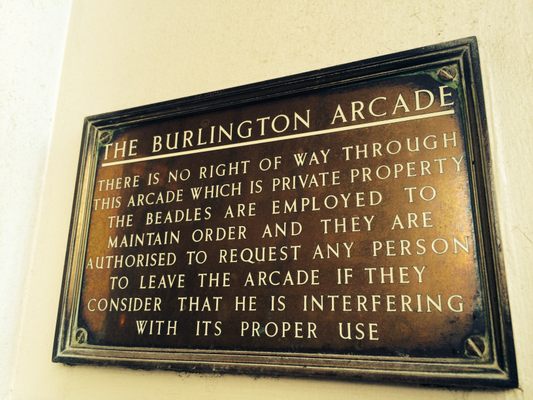 THE BURLINGTON ARCADE
THERE IS NO RIGHT OF WAY THROUGH
THIS ARCADE WHICH IS PRIVATE PROPERTY
THE BEADLES ARE EMPLOYED TO
MAINTAIN ORDER AND THEY ARE
AUTHORISED TO REQUEST ANY PERSON
TO LEAVE THE ARCADE IF THEY
CONSIDER THAT HE IS INTERFERING
WITH ITS PROPER USE